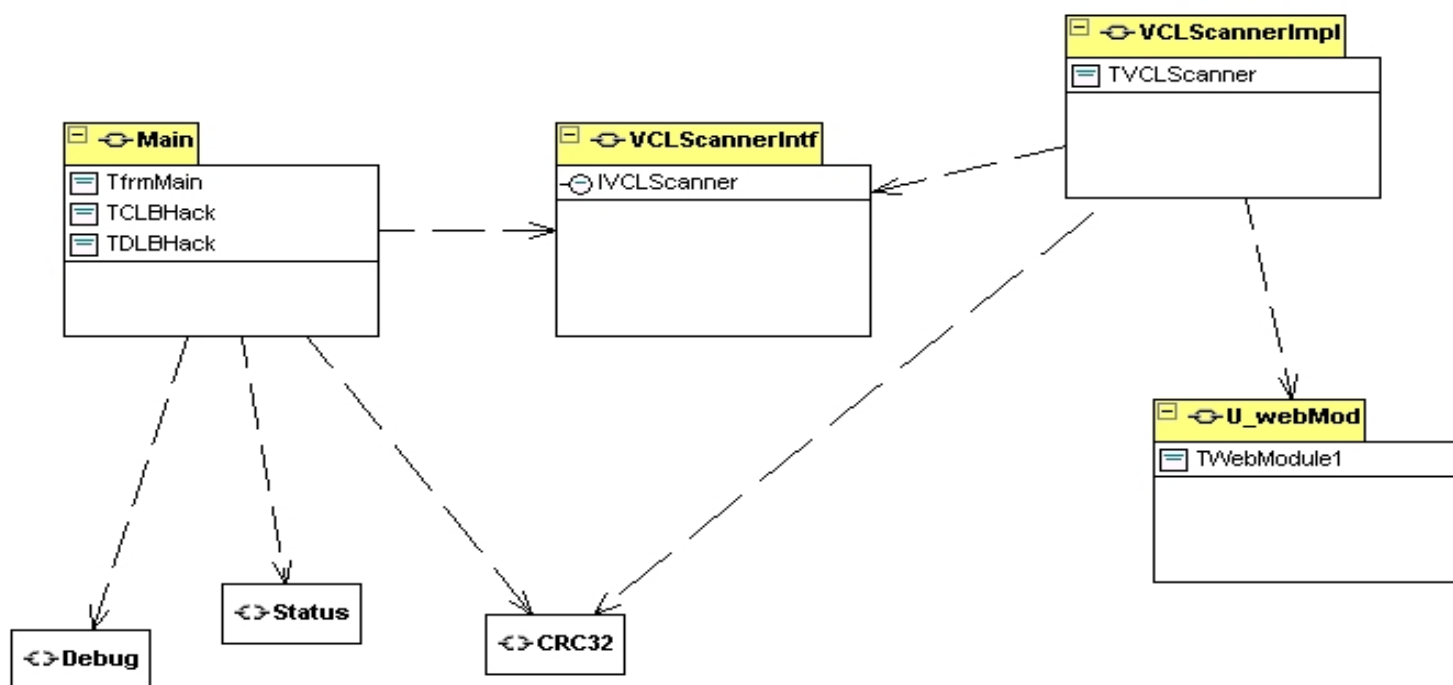 VCLScannerImpl
TVCLScanner
Main
TfrmMain
TCLBHack
TDLBHack
VCLScannerIntf
IVCLScanner
U_webMod
TWebModule1
Status
CRC32
Debug